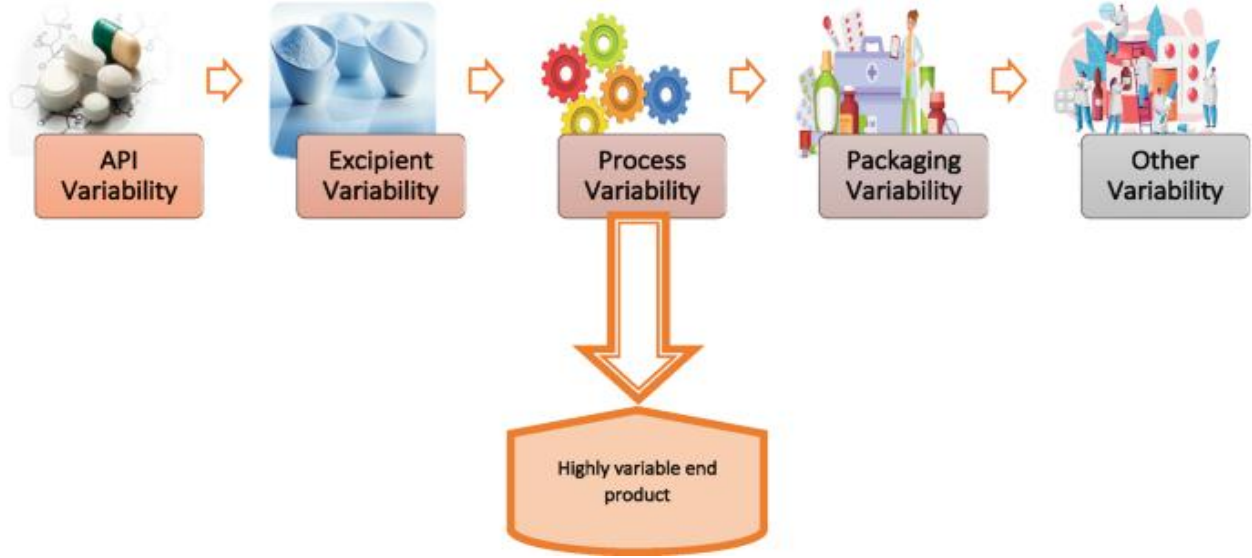 API
Variability
Excipient
Variability
Process
Variability
Packaging
Variability
Other
Variability
Highly variable end
product